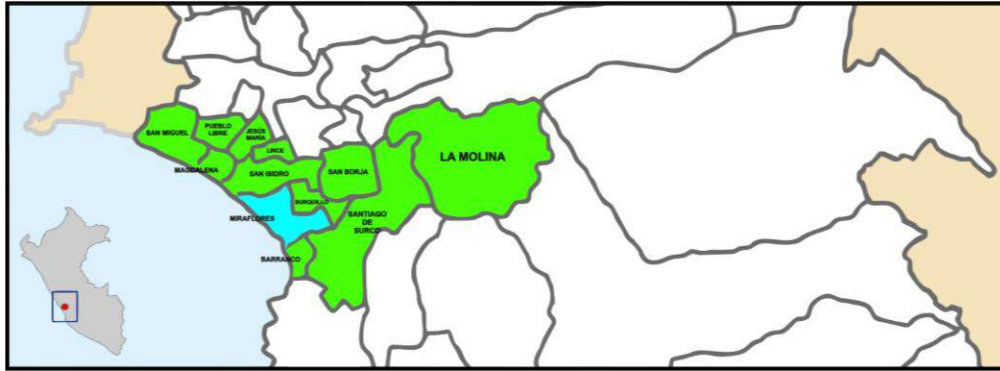 SAN MIGUEL
PUEBLO
LIBRE
JESÚS
MARÍA
LINCE
MAGDALENA
SAN ISIDRO
SAN BORJA
LA MOLINA
SURQUILLO
MIRAFLORES
SANTIAGO
DE
SURCO
BARRANCO